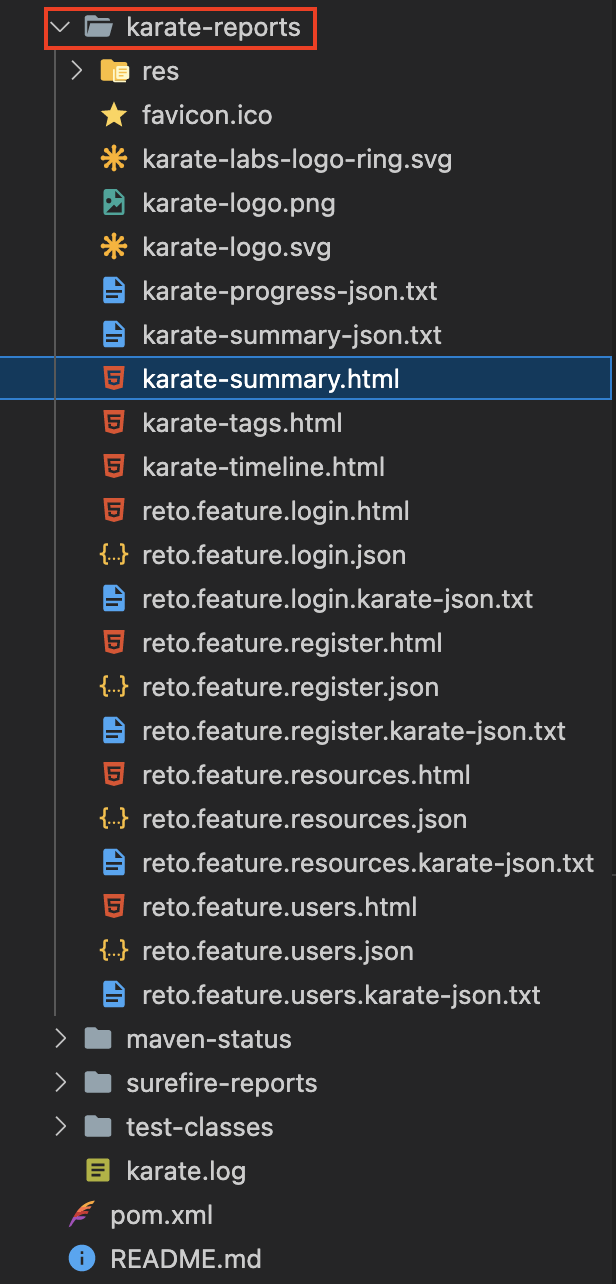 karate-reports
res
favicon.ico
karate-labs-logo-ring.svg
karate-logo.png
karate-logo.svg
karate-progress-json.txt
karate-summary-json.txt
karate-summary.html
karate-tags.html
karate-timeline.html
reto.feature.login.html
reto.feature.login.json
reto.feature.login.karate-json.txt
reto.feature.register.html
reto.feature.register.json
reto.feature.register.karate-json.txt
reto.feature.resources.html
reto.feature.resources.json
reto.feature.resources.karate-json.txt
reto.feature.users.html
reto.feature.users.json
reto.feature.users.karate-json.txt
maven-status
surefire-reports
test-classes
karate.log
pom.xml
README.md